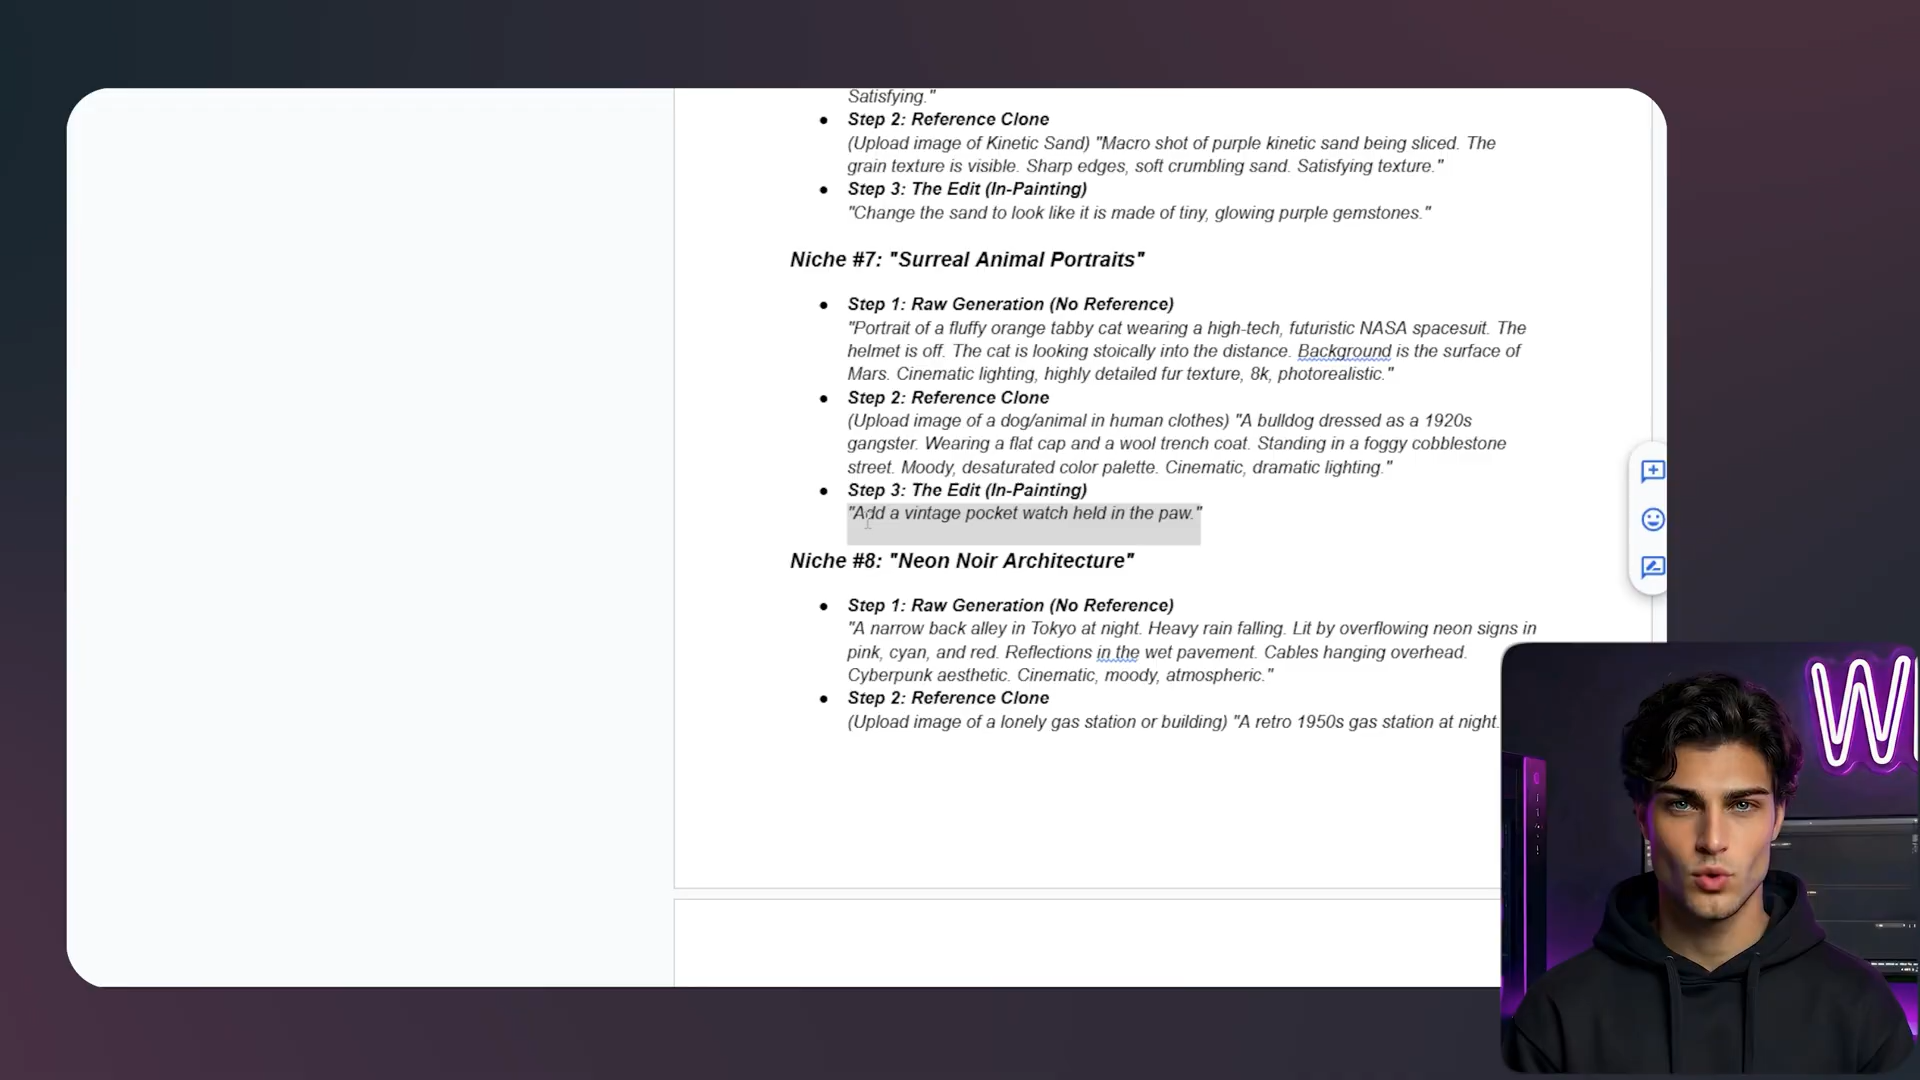 Satisfying."
● Step 2: Reference Clone
(Upload image of Kinetic Sand) "Macro shot of purple kinetic sand being sliced. The
grain texture is visible. Sharp edges, soft crumbling sand. Satisfying texture."
● Step 3: The Edit (In-Painting)
"Change the sand to look like it is made of tiny, glowing purple gemstones."
Niche #7: "Surreal Animal Portraits"
● Step 1: Raw Generation (No Reference)
"Portrait of a fluffy orange tabby cat wearing a high-tech, futuristic NASA spacesuit. The
helmet is off. The cat is looking stoically into the distance. Background is the surface of
Mars. Cinematic lighting, highly detailed fur texture, 8k, photorealistic."
● Step 2: Reference Clone
(Upload image of a dog/animal in human clothes) "A bulldog dressed as a 1920s
gangster. Wearing a flat cap and a wool trench coat. Standing in a foggy cobblestone
street. Moody, desaturated color palette. Cinematic, dramatic lighting."
● Step 3: The Edit (In-Painting)
"Add a vintage pocket watch held in the paw."
Niche #8: "Neon Noir Architecture"
● Step 1: Raw Generation (No Reference)
"A narrow back alley in Tokyo at night. Heavy rain falling. Lit by overflowing neon signs in
pink, cyan, and red. Reflections in the wet pavement. Cables hanging overhead.
Cyberpunk aesthetic. Cinematic, moody, atmospheric."
● Step 2: Reference Clone
(Upload image of a lonely gas station or building) "A retro 1950s gas station at night.
W